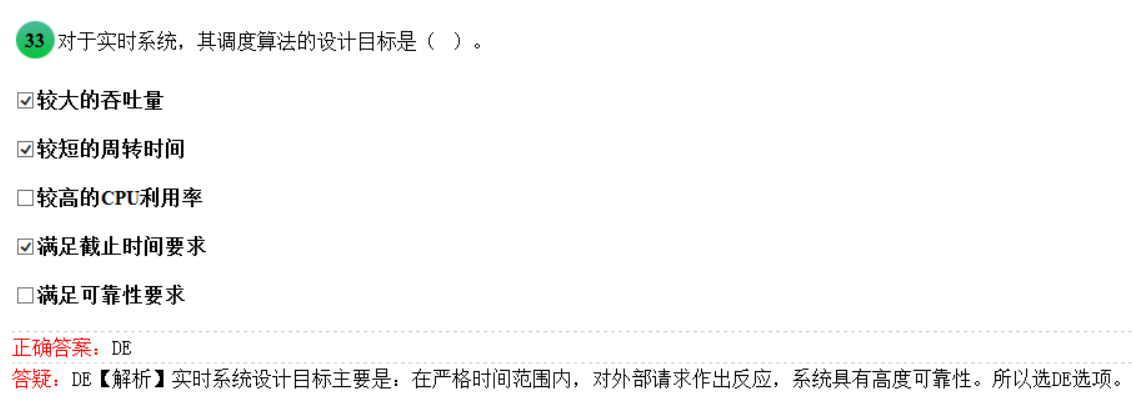 33 对于实时系统，其调度算法的设计目标是（ ）。
较大的吞吐量
较短的周转时间
较高的CPU利用率
满足截止时间要求
满足可靠性要求
正确答案：DE
答疑：DE【解析】实时系统设计目标主要是：在严格时间范围内，对外部请求作出反应，系统具有高度可靠性。所以选DE选项。